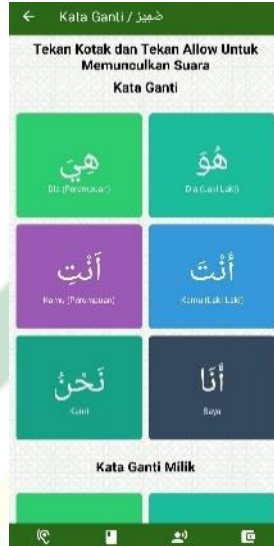 Kata Ganti / ضمير
Tekan Kotak dan Tekan Allow Untuk
Memunculkan Suara
Kata Ganti
هِيَ
Dia (Perempuan)
هُوَ
Dia (Laki Laki)
اَنْتِ
Kamu (Perempuan)
أَنْتَ
Kamu (Laki Laki)
نَحْنُ
Kami
أَنَا
Saya
Kata Ganti Milik